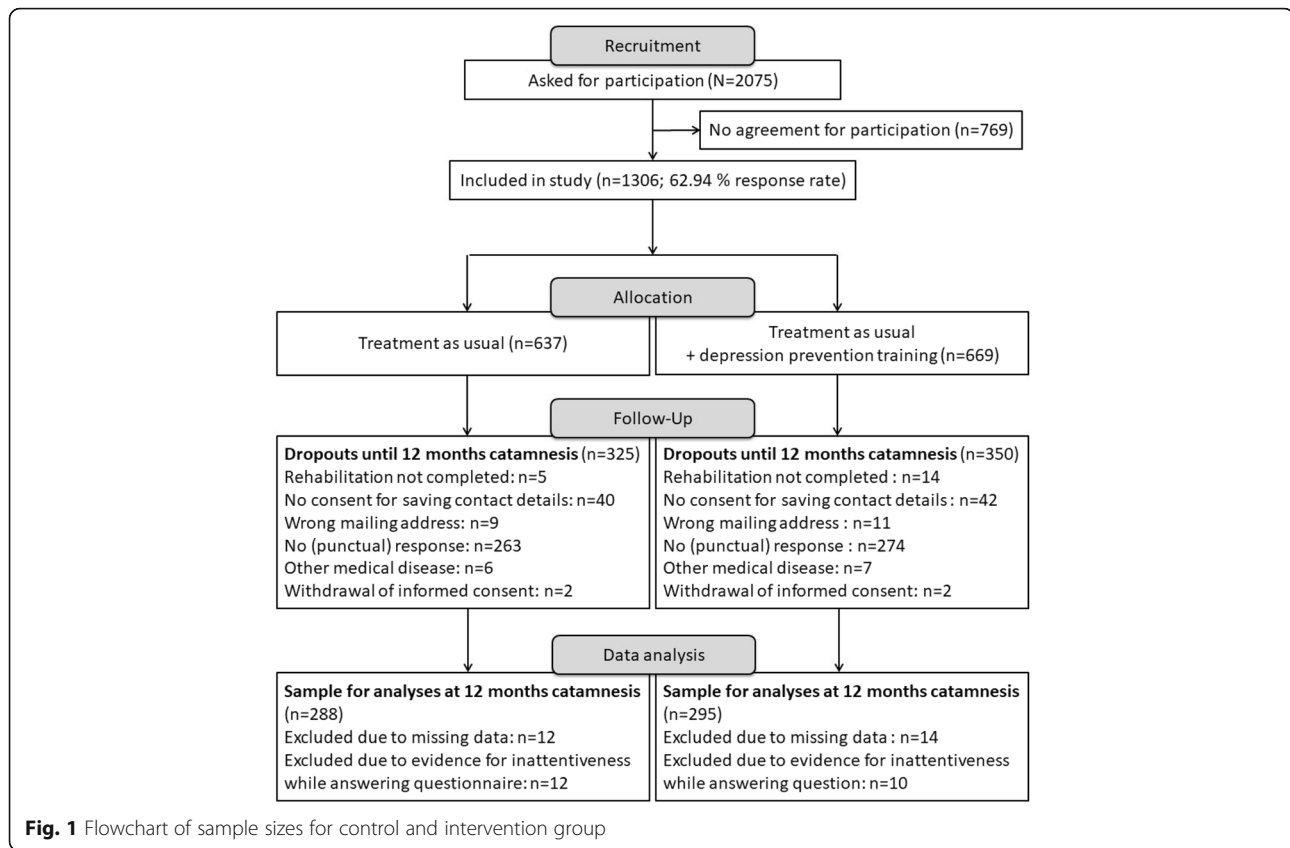 Recruitment
Asked for participation (N=2075)
No agreement for participation (n=769)
Included in study (n=1306; 62.94 % response rate)
Allocation
Treatment as usual (n=637)
Treatment as usual
+ depression prevention training (n=669)
Follow-Up
Dropouts until 12 months catamnesis (n=325)
Rehabilitation not completed: n=5
No consent for saving contact details: n=40
Wrong mailing address: n=9
No (punctual) response: n=263
Other medical disease: n=6
Withdrawal of informed consent: n=2
Dropouts until 12 months catamnesis (n=350)
Rehabilitation not completed : n=14
No consent for saving contact details : n=42
Wrong mailing address : n=11
No (punctual) response : n=274
Other medical disease: n=7
Withdrawal of informed consent: n=2
Data analysis
Sample for analyses at 12 months catamnesis
(n=288)
Excluded due to missing data: n=12
Excluded due to evidence for inattentiveness
while answering questionnaire: n=12
Sample for analyses at 12 months catamnesis
(n=295)
Excluded due to missing data : n=14
Excluded due to evidence for inattentiveness
while answering question: n=10
Fig. 1 Flowchart of sample sizes for control and intervention group